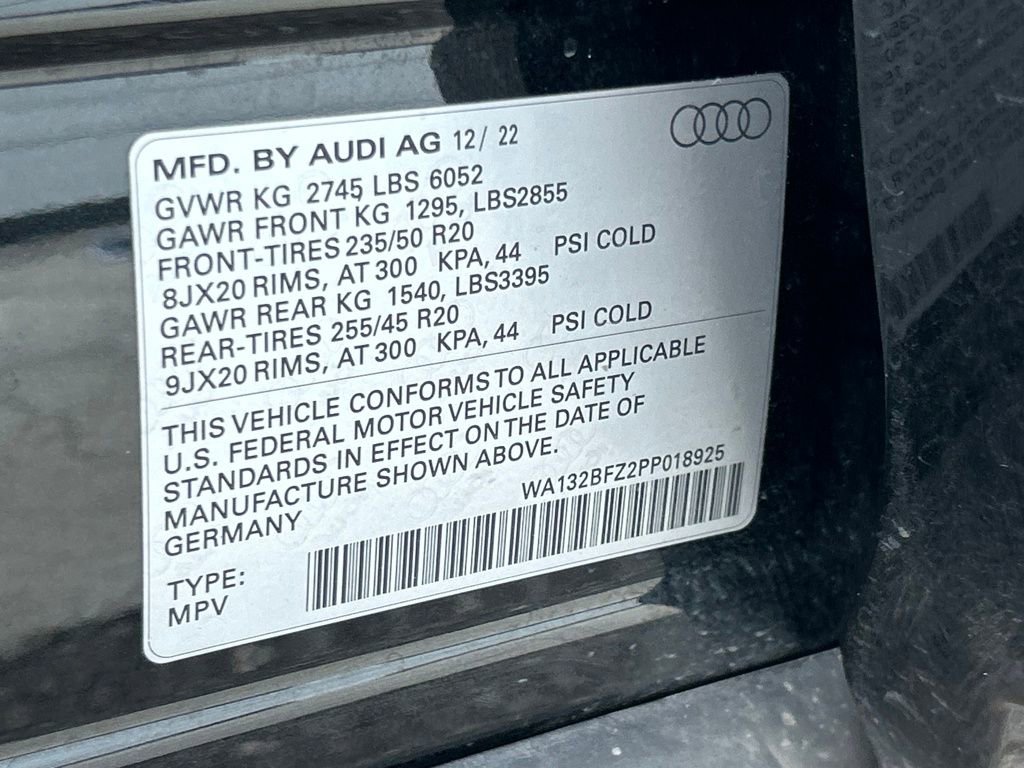 MFD. BY AUDI AG 12/ 22
GVWR KG 2745 LBS 6052
GAWR FRONT KG 1295, LBS2855
FRONT-TIRES 235/50 R20
8JX20 RIMS, AT 300 KPA, 44 PSI COLD
GAWR REAR KG 1540, LBS3395
REAR-TIRES 255/45 R20
9JX20 RIMS, AT 300 KPA, 44 PSI COLD
THIS VEHICLE CONFORMS TO ALL APPLICABLE
U.S. FEDERAL MOTOR VEHICLE SAFETY
STANDARDS IN EFFECT ON THE DATE OF
MANUFACTURE SHOWN ABOVE.
GERMANY
WA132BFZ2PP018925
TYPE:
MPV